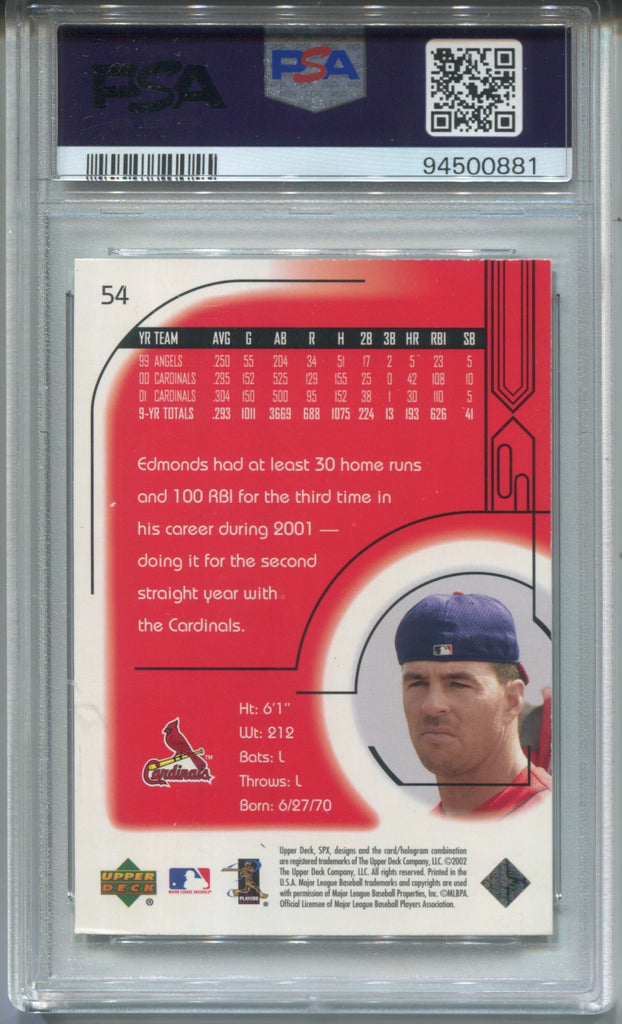 PSA
PSA
94500881
54
YR TEAM AVG G AB R H 2B 3B HR RBI SB
99 ANGELS .250 55 204 34 51 17 2 5 23 5
00 CARDINALS .295 152 525 129 155 25 0 42 108 10
01 CARDINALS .304 150 500 95 152 38 1 30 110 5
9-YR TOTALS .293 1011 3669 688 1075 224 13 193 626 41
Edmonds had at least 30 home runs
and 100 RBI for the third time in
his career during 2001 —
doing it for the second
straight year with
the Cardinals.
Ht: 6'1"
Wt: 212
Bats: L
Throws: L
Born: 6/27/70
Cardinals TM
UPPER
DECK ®
MAJOR LEAGUE BASEBALL®
PLAYERS
Upper Deck, SPX, designs and the card/hologram combination
are registered trademarks of The Upper Deck Company, LLC. ©2002
The Upper Deck Company, LLC. All rights reserved. Printed in the
U.S.A. Major League Baseball trademarks and copyrights are used
with permission of Major League Baseball Properties, Inc. ©MLBPA.
Official Licensee of Major League Baseball Players Association.